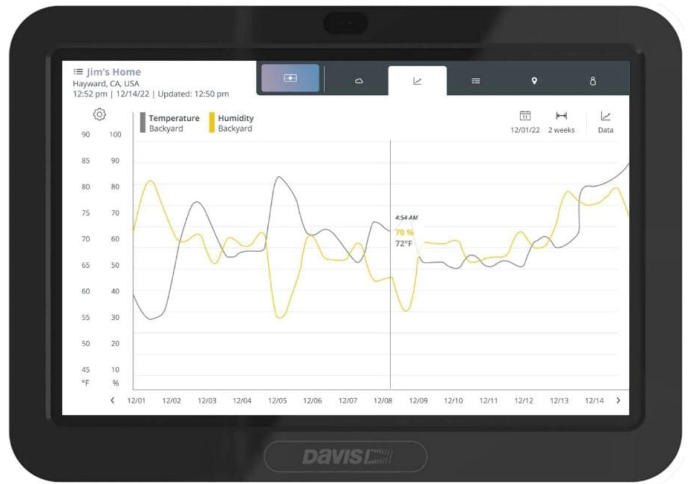 Jim's Home
Hayward, CA, USA
12:52 pm | 12/14/22 | Updated: 12:50 pm
Temperature
Backyard
Humidity
Backyard
11
12/01/22
2 weeks
Data
90 100
85 90
80 80
75 70
70 60
65 50
60 40
55 30
50 20
45 10
°F %
4:54 AM
70 %
72°F
< 12/01 12/02 12/03 12/04 12/05 12/06 12/07 12/08 12/09 12/10 12/11 12/12 12/13 12/14 >
DAVIS